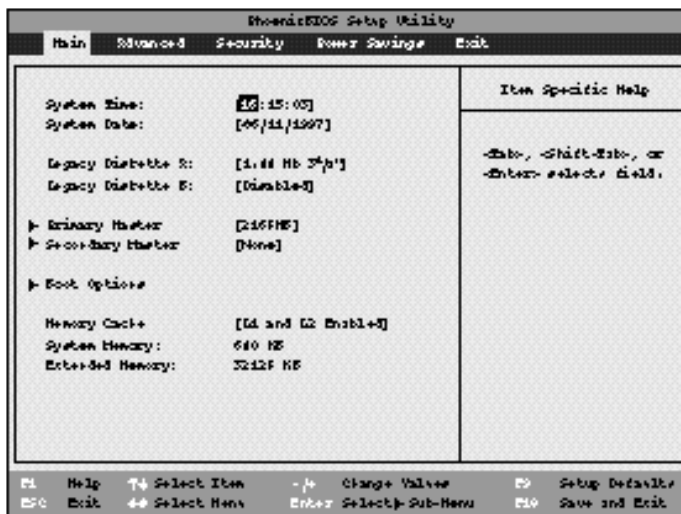 PhoenixBIOS Setup Utility
Main Advanced Security Power Savings Exit
System Time: [16:15:03]
System Date: [06/11/1997]
Legacy Diskette A: [1.44 Mb 3½"]
Legacy Diskette B: [Disabled]
Primary Master
Secondary Master [None]
Boot Options
Memory Cache [L1 and L2 Enabled]
System Memory: 640 KB
Extended Memory: KB
Item Specific Help
<Tab>, <Shift-Tab>, or
<Enter> selects field.
F1 Help ↑↓ Select Item -/+ Change Values F9 Setup Defaults
ESC Exit ↔ Select Menu Enter Select ▶ Sub-Menu F10 Save and Exit